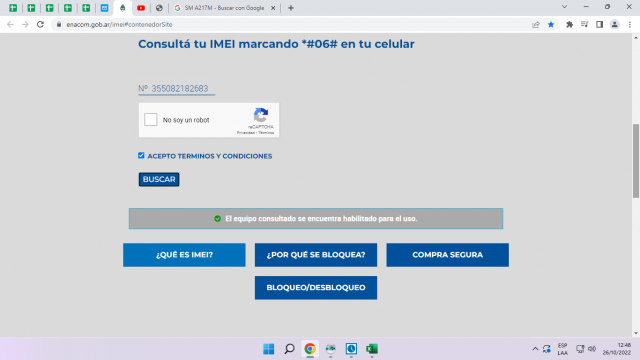 SM A217M - Buscar con Google
enacom.gob.ar/imei#contenedorSite
Consultá tu IMEI marcando *#06# en tu celular
Nº 355082182683
No soy un robot
reCAPTCHA
Privacidad - Términos
ACEPTO TERMINOS Y CONDICIONES
BUSCAR
El equipo consultado se encuentra habilitado para el uso.
¿QUÉ ES IMEI?
¿POR QUÉ SE BLOQUEA?
COMPRA SEGURA
BLOQUEO/DESBLOQUEO
ESP
LAA
12:48
26/10/2022